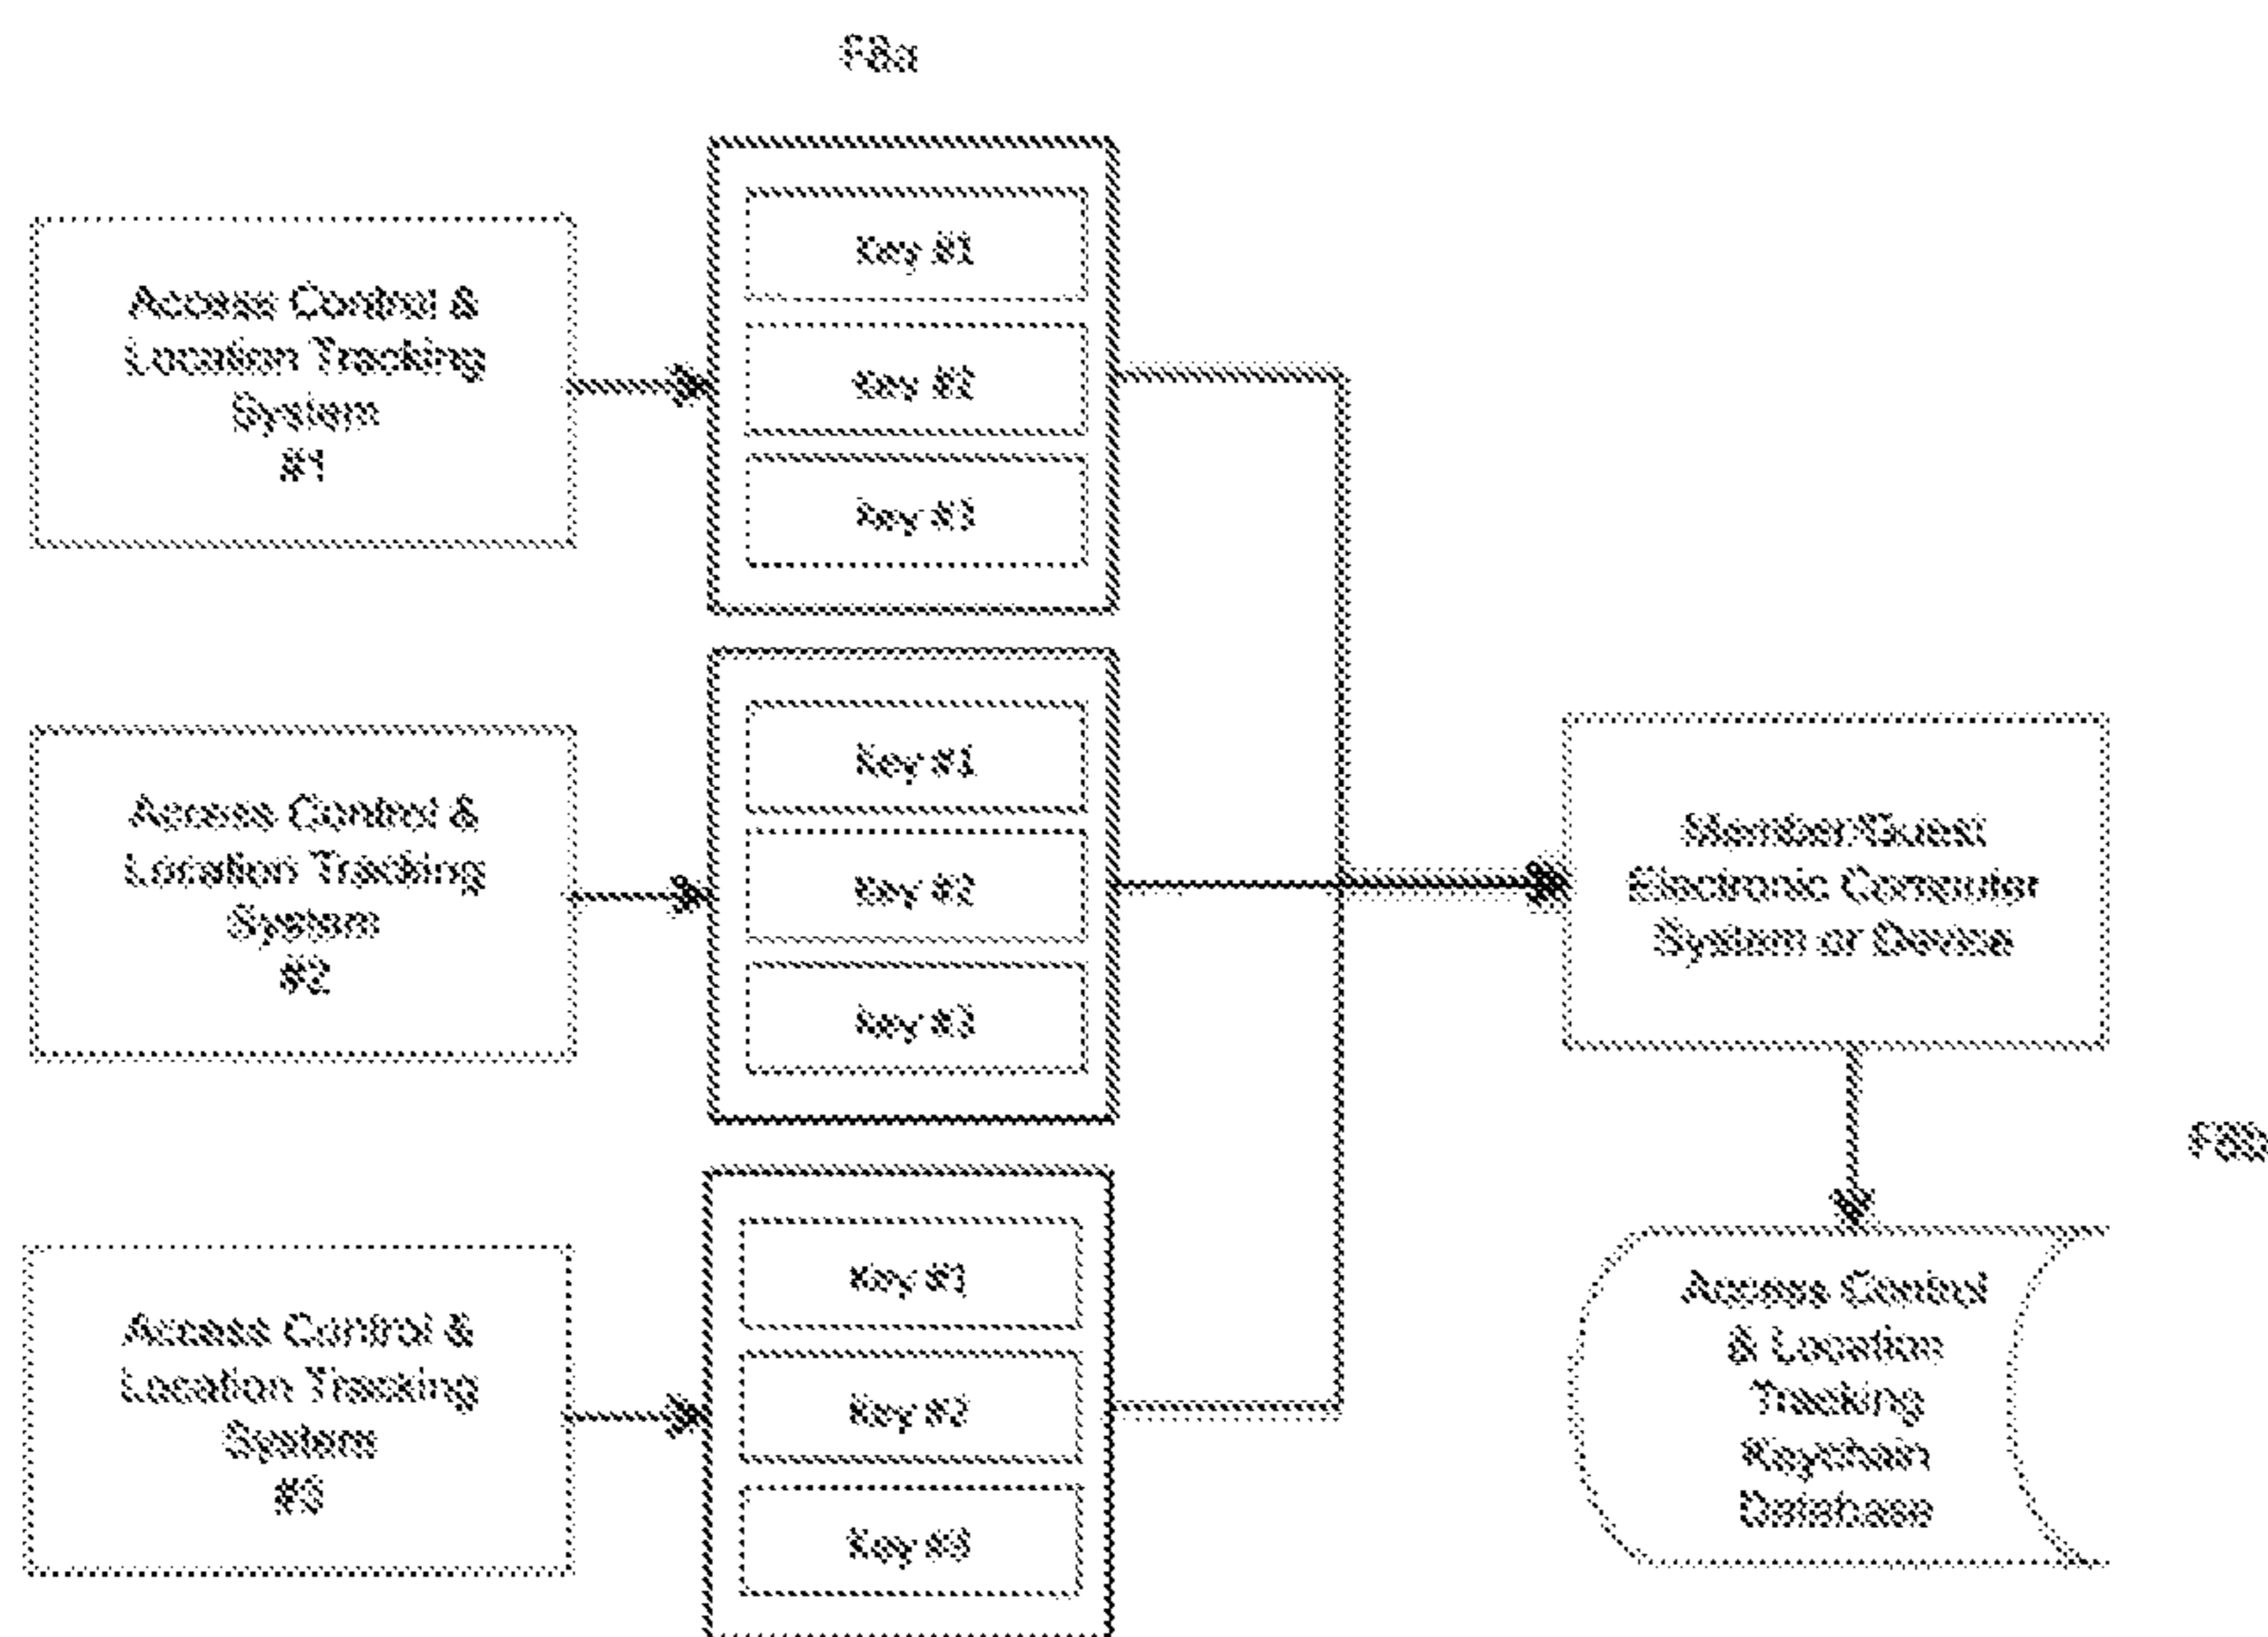 F8a
Access Control &
Location Tracking
System
#1
Key #1
Key #2
Key #3
Access Control &
Location Tracking
System
#2
Key #1
Key #2
Key #3
Access Control &
Location Tracking
System
#3
Key #1
Key #2
Key #3
Member/Guest
Electronic Computer
System or Device
F8b
Access Control
& Location
Tracking
Keychain
Database